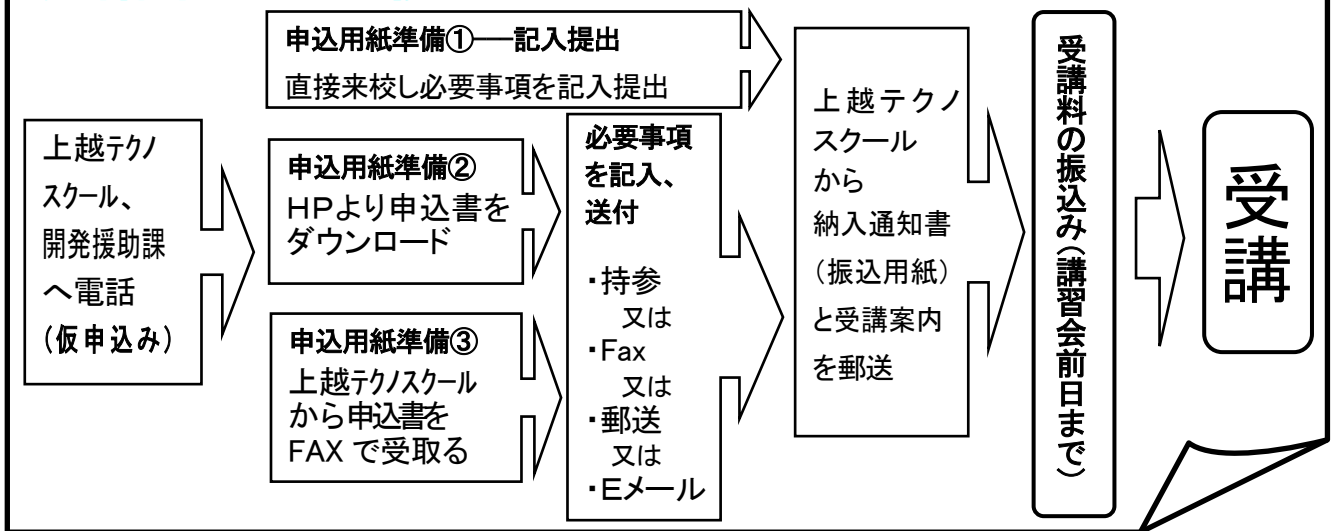 上越テクノ
スクール、
開発援助課
へ電話
(仮申込み)
申込用紙準備①──記入提出
直接来校し必要事項を記入提出
申込用紙準備②
HPより申込書を
ダウンロード
申込用紙準備③
上越テクノスクール
から申込書を
FAXで受取る
必要事項
を記入、
送付
・持参
又は
・Fax
又は
・郵送
又は
・Eメール
上越テクノ
スクール
から
納入通知書
(振込用紙)
と受講案内
を郵送
受講料の振込み(講習会前日まで)
受講